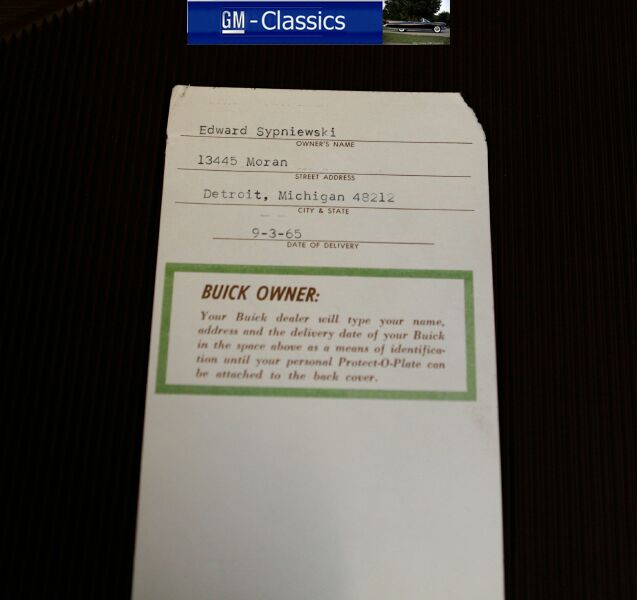 GM - Classics
Edward Sypniewski
OWNER'S NAME
13445 Moran
STREET ADDRESS
Detroit, Michigan 48212
CITY & STATE
9-3-65
DATE OF DELIVERY
BUICK OWNER:
Your Buick dealer will type your name,
address and the delivery date of your Buick
in the space above as a means of identifica-
tion until your personal Protect-O-Plate can
be attached to the back cover.